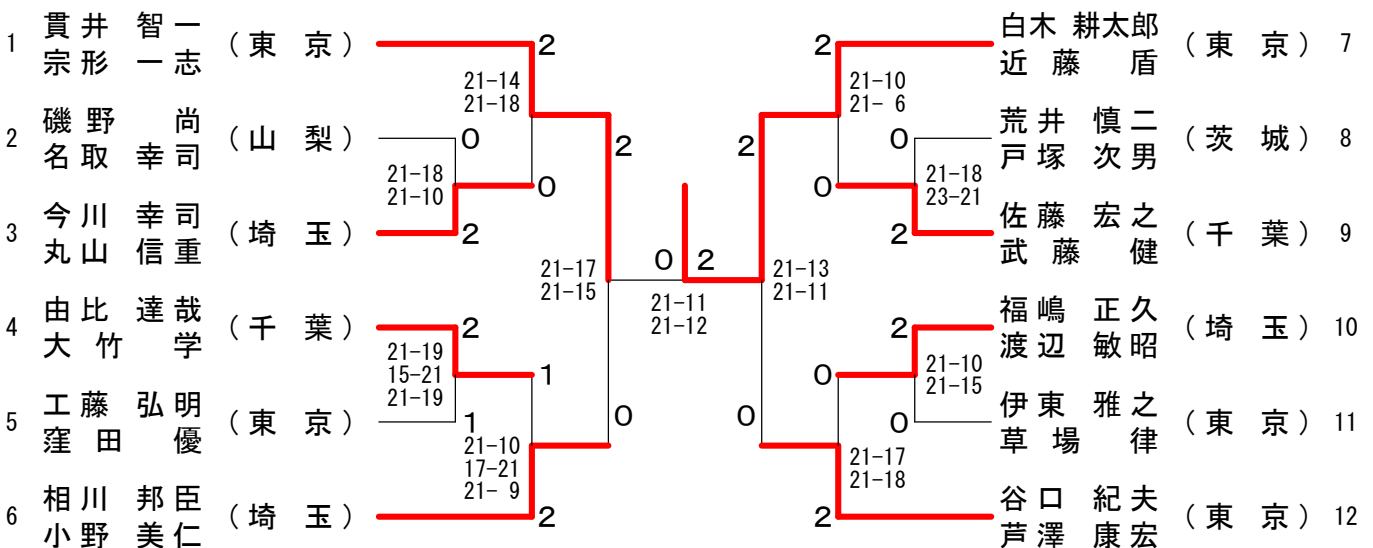 1 貫井 智一 宗形 一志 (東 京) 2
21-14
21-18
2 磯野 尚 名取 幸司 (山 梨) 0
21-18
21-10
0
3 今川 幸司 丸山 信重 (埼 玉) 2
2
21-17
21-15
4 由比 達哉 大竹 学 (千 葉) 2
21-19
15-21
21-19
1
5 工藤 弘明 窪田 優 (東 京) 1
21-10
17-21
21- 9
0
6 相川 邦臣 小野 美仁 (埼 玉) 2
0 2
21-11
21-12
2 白木 耕太郎 近藤 盾 (東 京) 7
21-10
21- 6
2
0 荒井 慎二 戸塚 次男 (茨 城) 8
21-18
23-21
0
2 佐藤 宏之 武藤 健 (千 葉) 9
21-13
21-11
2 福嶋 正久 渡辺 敏昭 (埼 玉) 10
21-10
21-15
0
0 伊東 雅之 草場 律 (東 京) 11
0
21-17
21-18
2 谷口 紀夫 芦澤 康宏 (東 京) 12